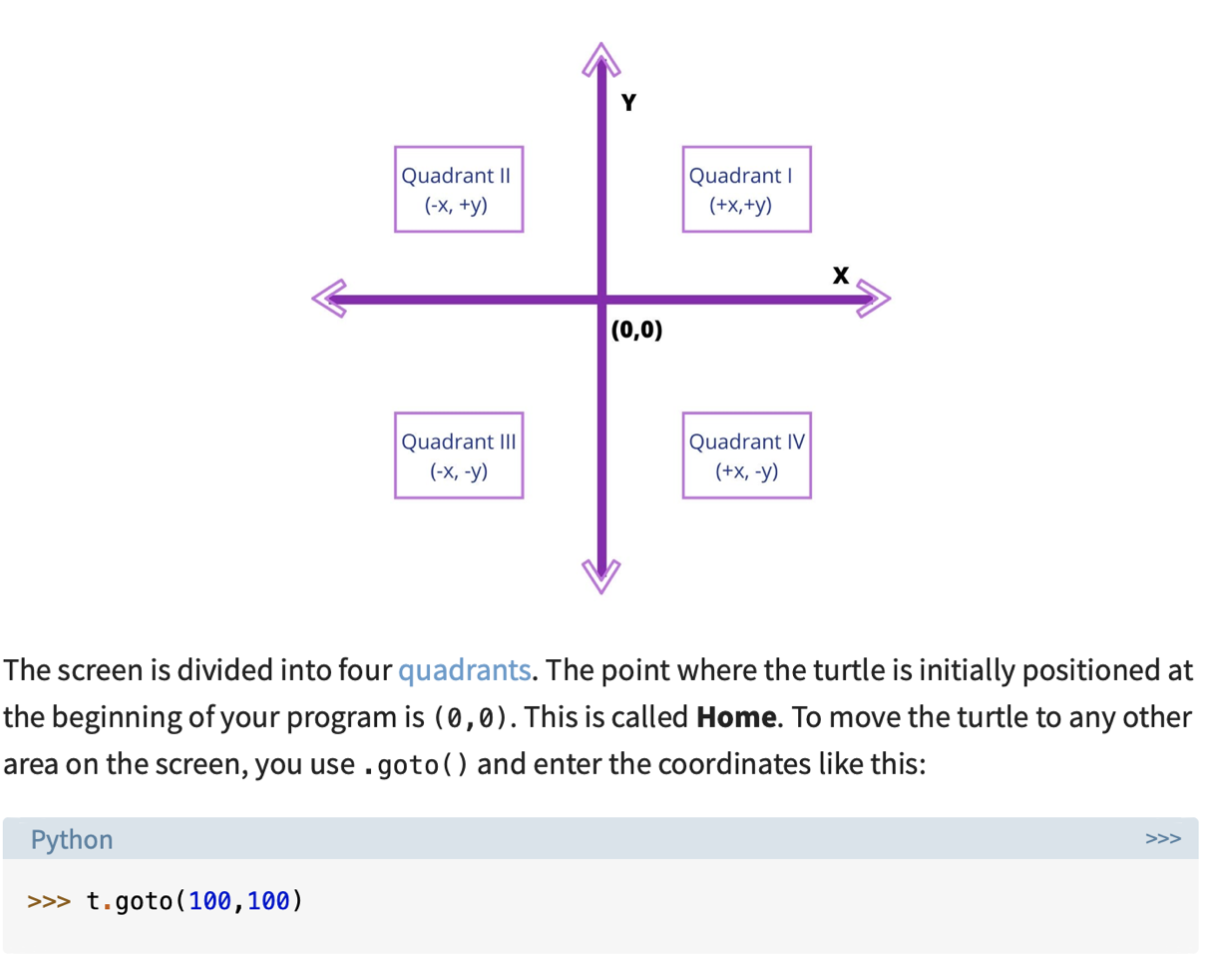 Y
Quadrant II
(-x, +y)
Quadrant I
(+x,+y)
X
(0,0)
Quadrant III
(-x, -y)
Quadrant IV
(+x, -y)
The screen is divided into four quadrants. The point where the turtle is initially positioned at
the beginning of your program is (0,0). This is called Home. To move the turtle to any other
area on the screen, you use .goto() and enter the coordinates like this:
Python >>>
>>> t.goto(100,100)